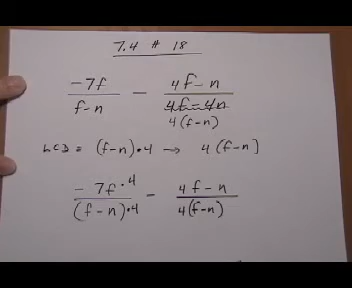 7.4 # 18
-7f/(f-n) - (4f-n)/(4f-4n)
4(f-n)
LCD = (f-n)•4 → 4(f-n]
(-7f•4)/((f-n)•4) - (4f-n)/(4(f-n))